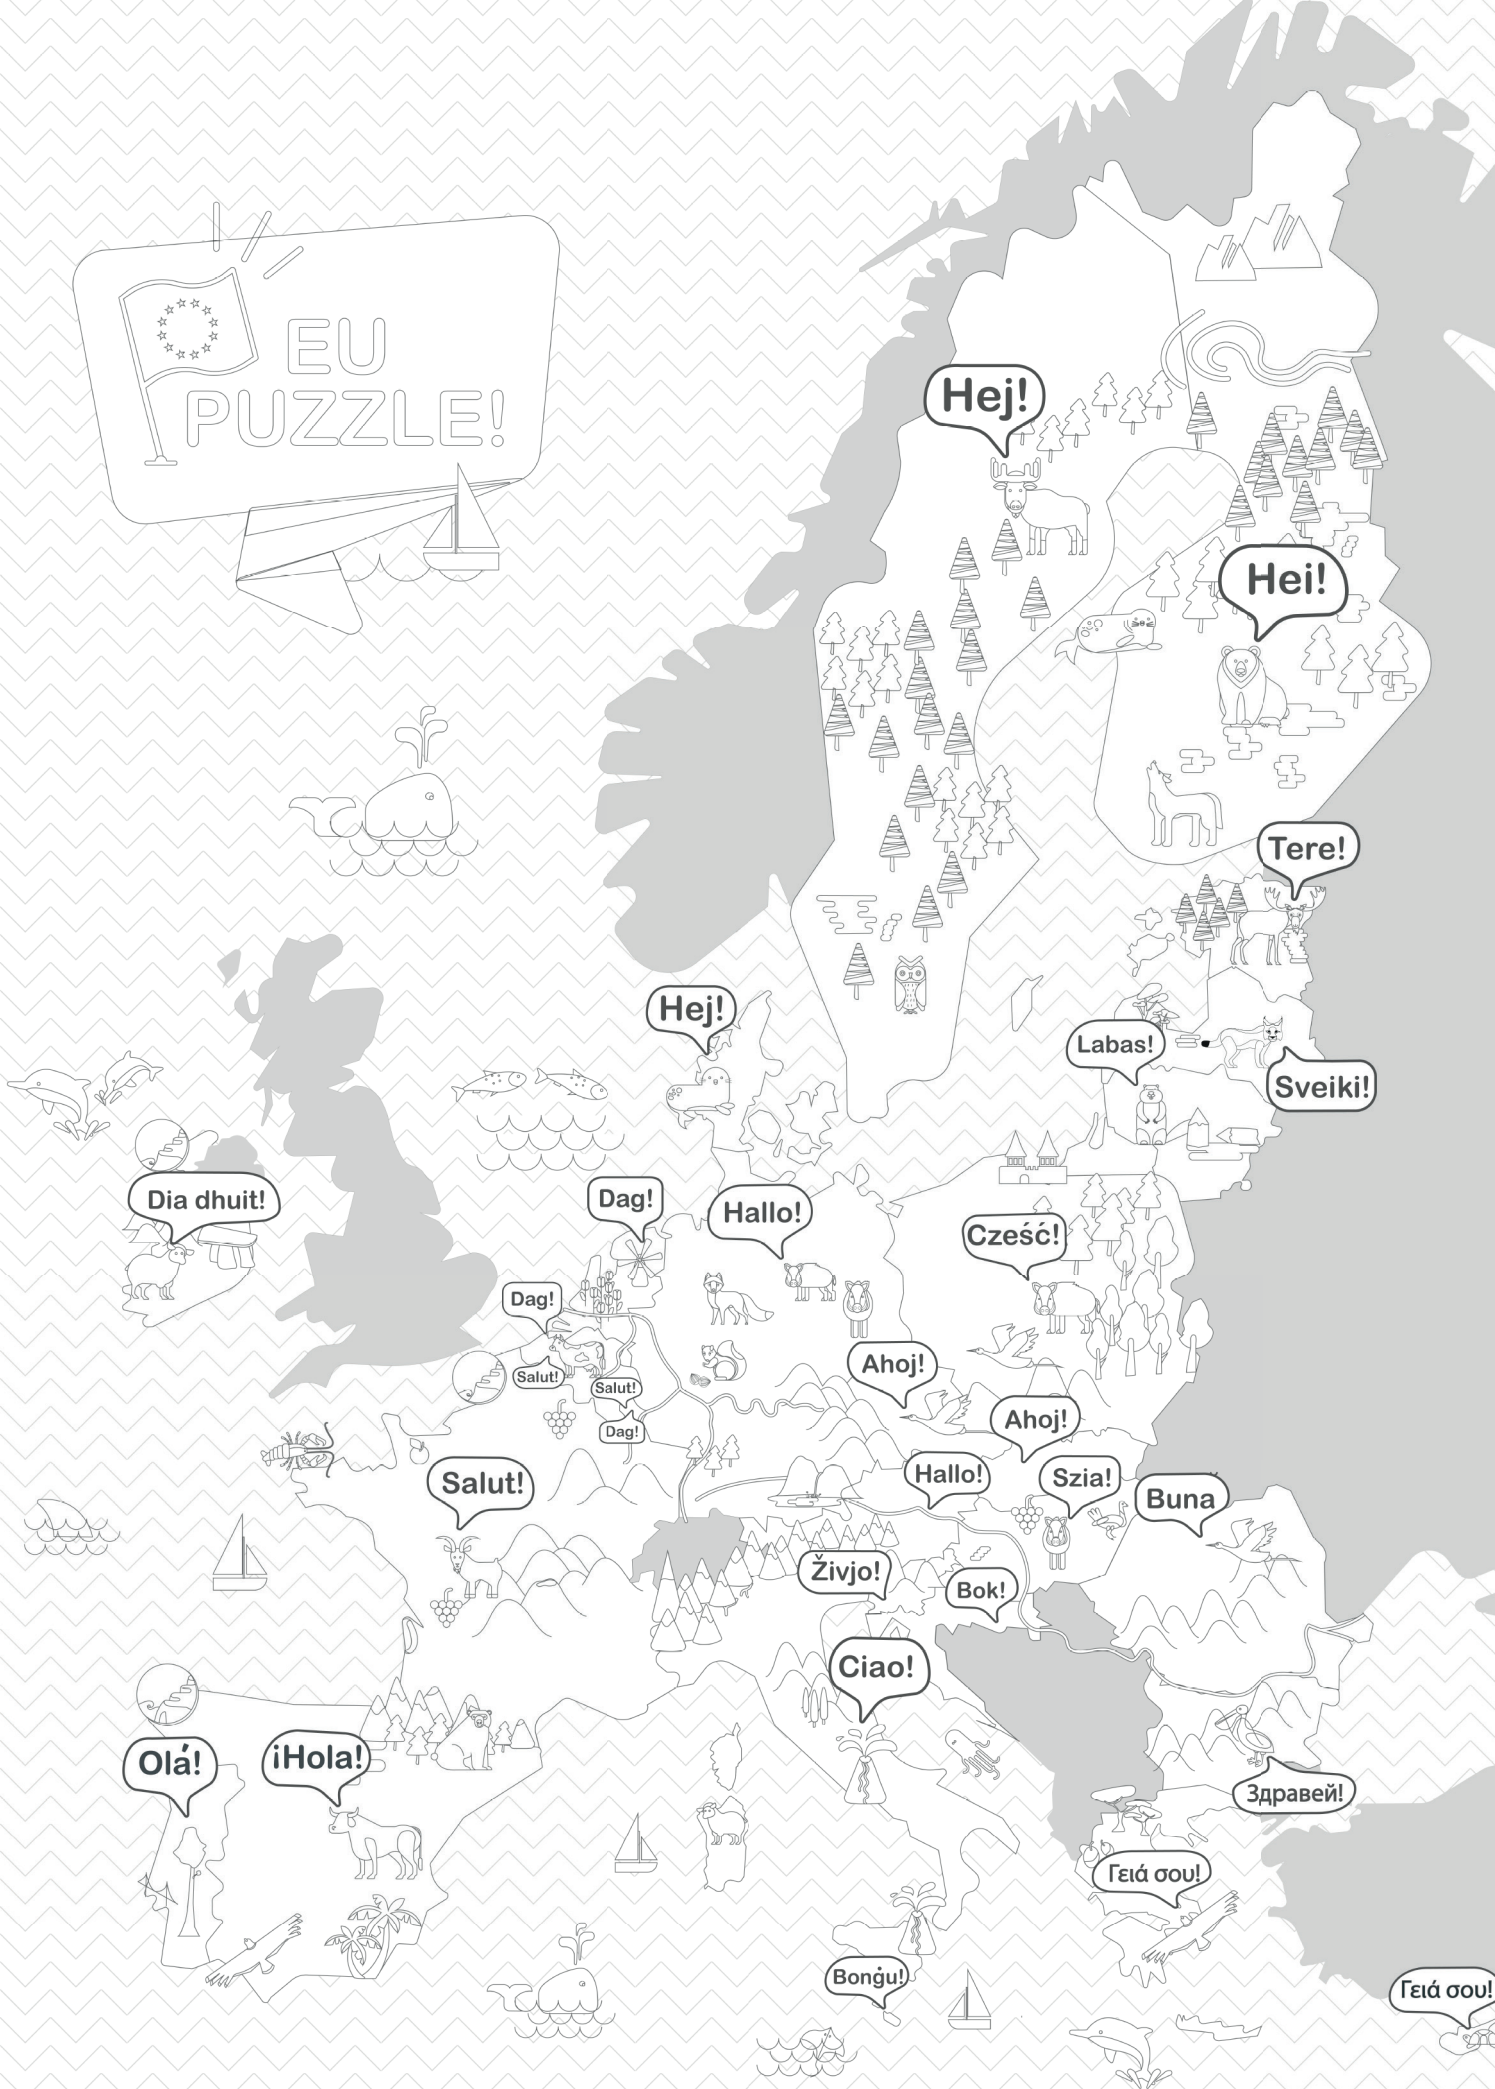 EU
PUZZLE!
Hej!
Hei!
Tere!
Hej!
Labas!
Sveiki!
Dia dhuit!
Dag!
Hallo!
Cześć!
Dag!
Salut!
Salut!
Dag!
Ahoj!
Ahoj!
Salut!
Hallo!
Szia!
Buna
Živjo!
Bok!
Ciao!
Olá!
¡Hola!
Здравей!
Γειά σου!
Bonġu!
Γειά σου!